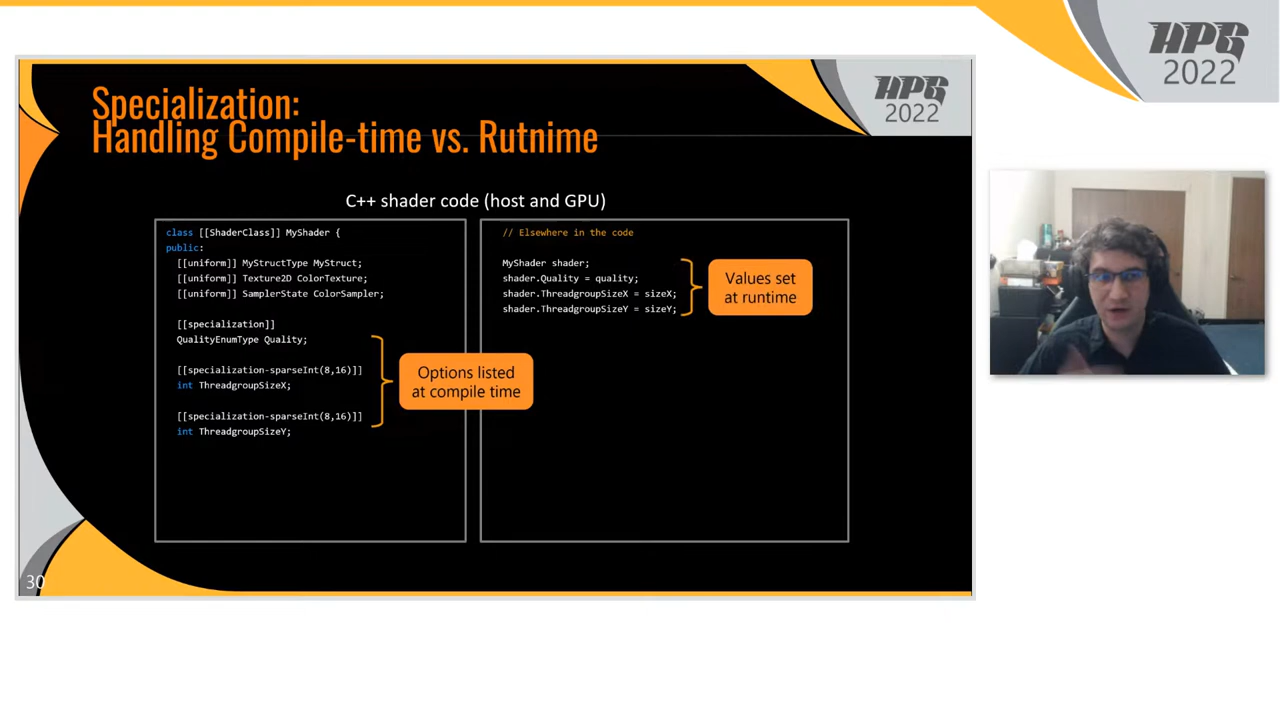 HPG
2022
HPG
2022
Specialization:
Handling Compile-time vs. Rutnime
C++ shader code (host and GPU)
class [[ShaderClass]] MyShader {
public:
[[uniform]] MyStructType MyStruct;
[[uniform]] Texture2D ColorTexture;
[[uniform]] SamplerState ColorSampler;
[[specialization]]
QualityEnumType Quality;
[[specialization-sparseInt(8,16)]]
int ThreadgroupSizeX;
[[specialization-sparseInt(8,16)]]
int ThreadgroupSizeY;
Options listed
at compile time
// Elsewhere in the code
MyShader shader;
shader.Quality = quality;
shader.ThreadgroupSizeX = sizeX;
shader.ThreadgroupSizeY = sizeY;
Values set
at runtime
30